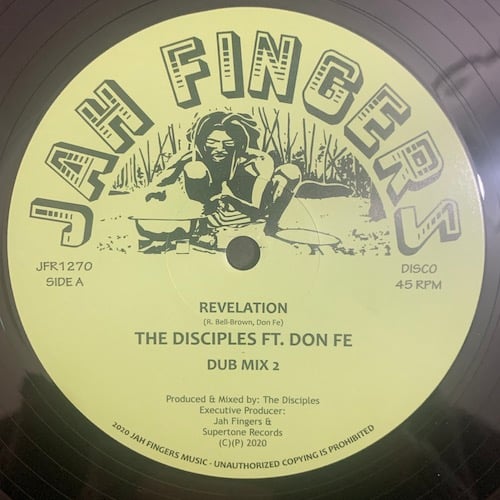 JAH FINGERS
JFR1270
SIDE A
DISCO
45 RPM
REVELATION
(R. Bell-Brown, Don Fe)
THE DISCIPLES FT. DON FE
DUB MIX 2
Produced & Mixed by: The Disciples
Executive Producer:
Jah Fingers &
Supertone Records
(C)(P) 2020
2020 JAH FINGERS MUSIC - UNAUTHORIZED COPYING IS PROHIBITED